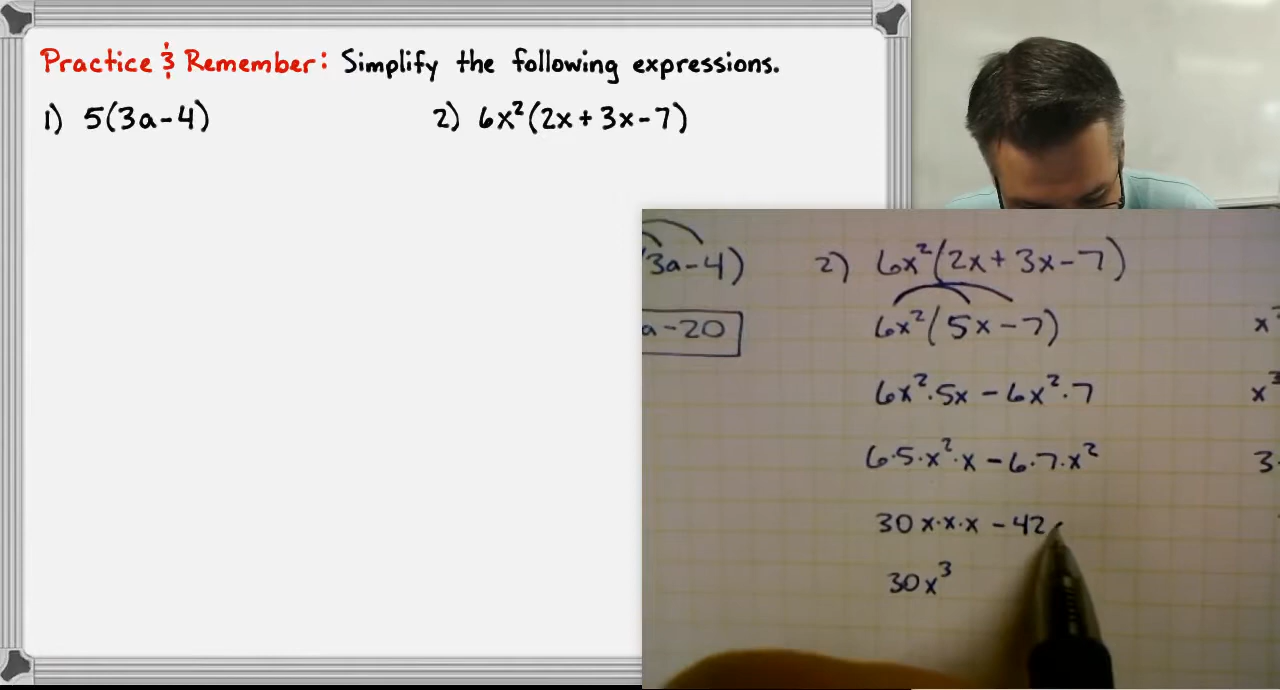 Practice & Remember: Simplify the following expressions.
1) 5(3a-4)
2) 6x²(2x+3x-7)
(3a-4)
a-20
2) 6x²(2x+3x-7)
6x²(5x-7)
6x²·5x-6x²·7
6·5·x²·x-6·7·x²
30x·x·x-42
30x³
x
x³
3